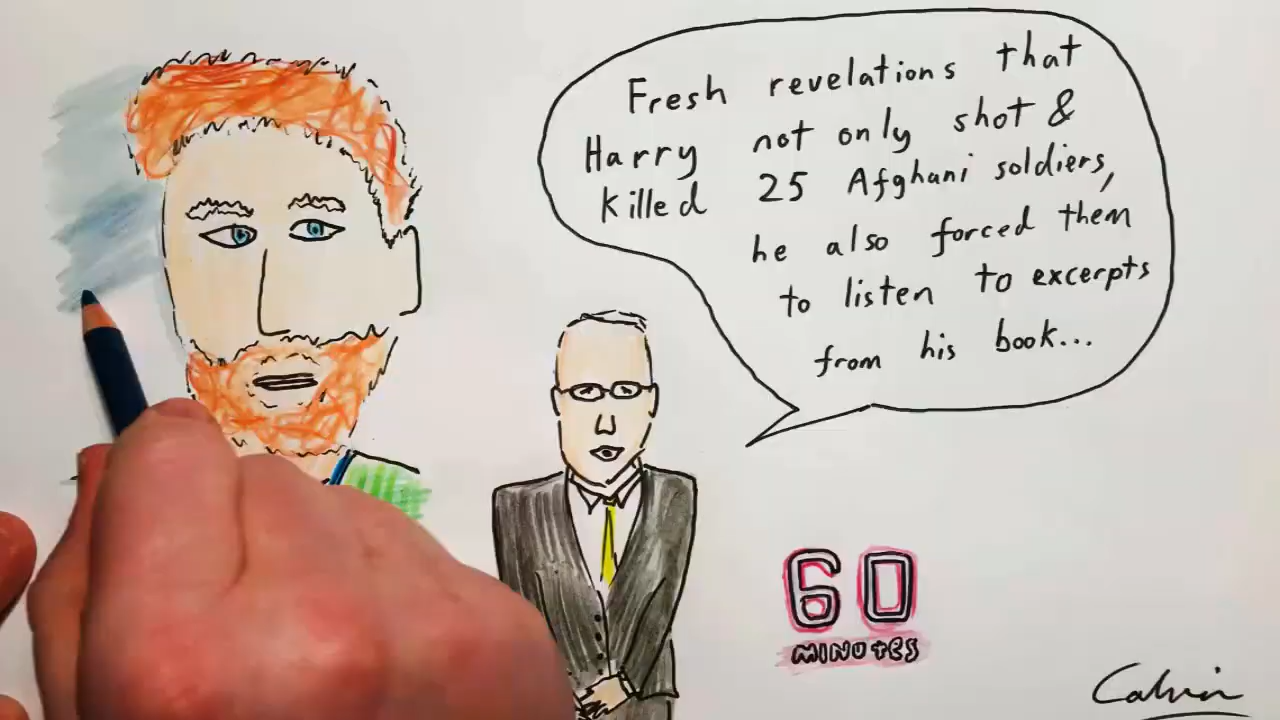 Fresh revelations that
Harry not only shot &
killed 25 Afghani soldiers,
he also forced them
to listen to excerpts
from his book...
60
MINUTES
Calvin